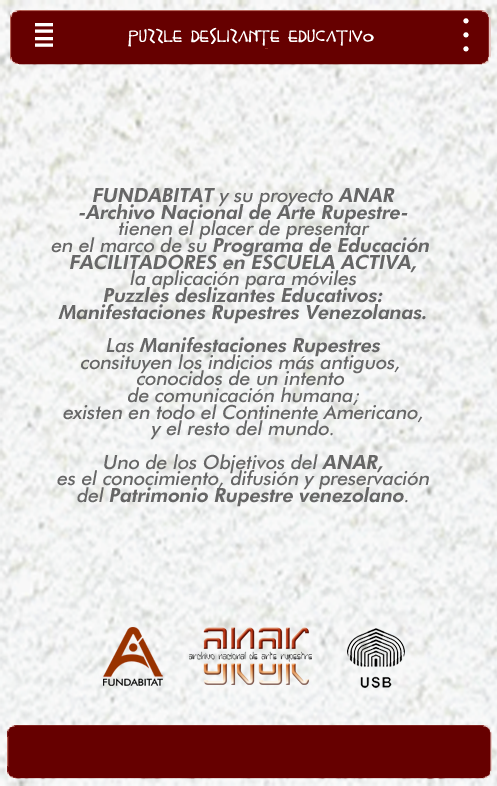 PUZZLE DESLIZANTE EDUCATIVO
FUNDABITAT y su proyecto ANAR
-Archivo Nacional de Arte Rupestre-
tienen el placer de presentar
en el marco de su Programa de Educación
FACILITADORES en ESCUELA ACTIVA,
la aplicación para móviles
Puzzles deslizantes Educativos:
Manifestaciones Rupestres Venezolanas.
Las Manifestaciones Rupestres
consituyen los indicios más antiguos,
conocidos de un intento
de comunicación humana;
existen en todo el Continente Americano,
y el resto del mundo.
Uno de los Objetivos del ANAR,
es el conocimiento, difusión y preservación
del Patrimonio Rupestre venezolano.
ANAR
archivo nacional de arte rupestre
FUNDABITAT
USB